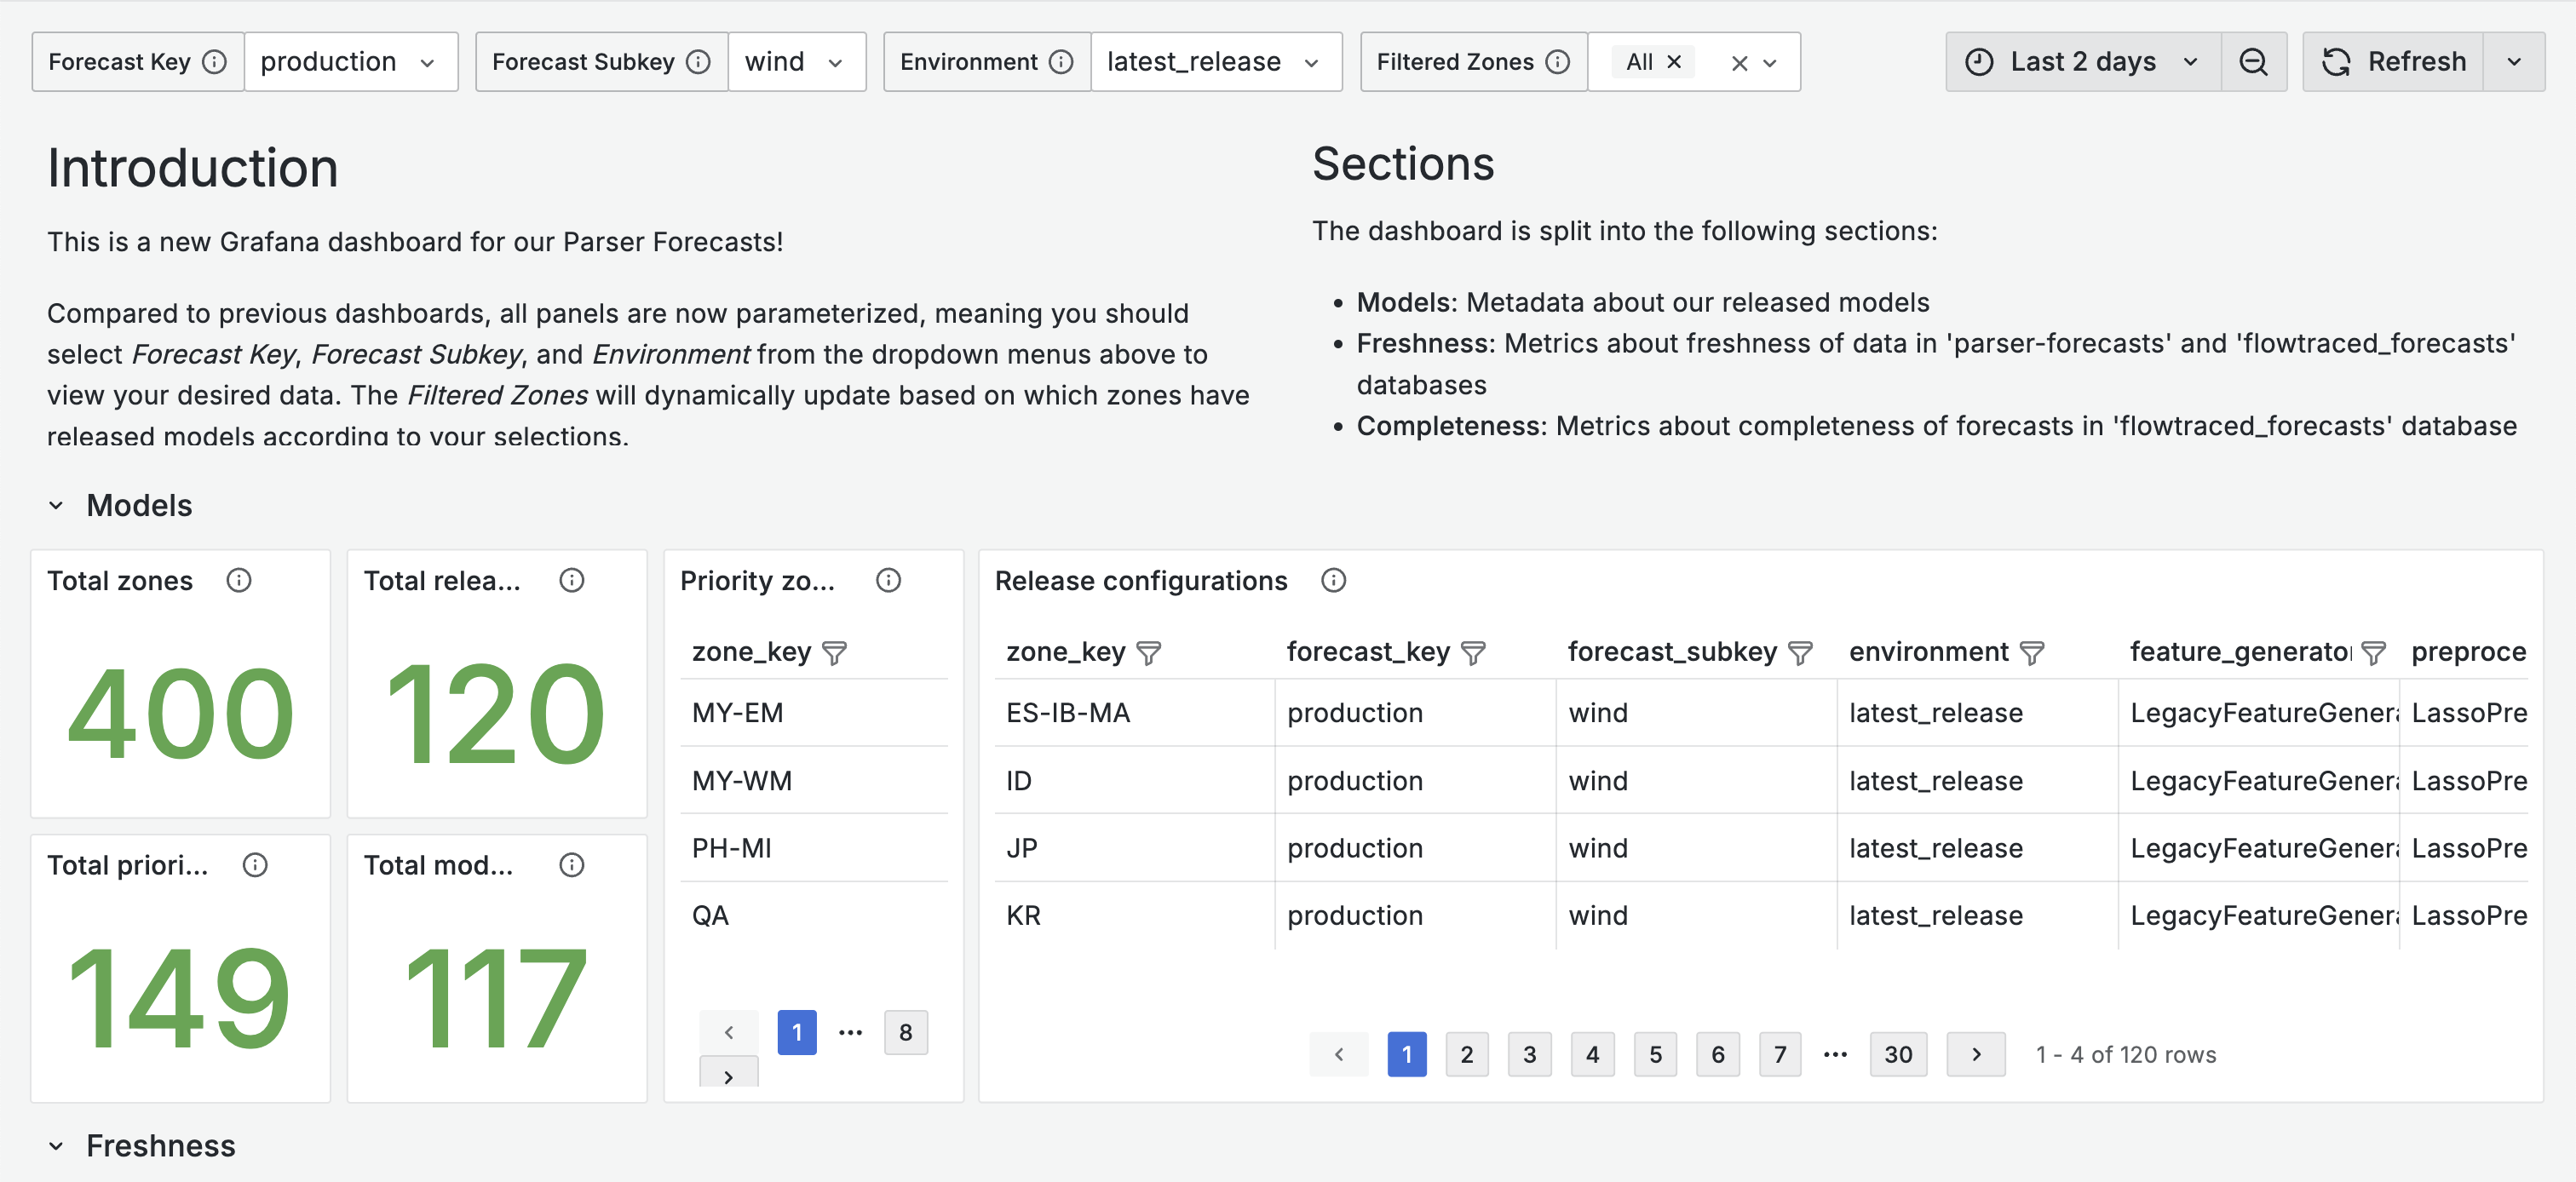 Forecast Key production Forecast Subkey wind Environment latest_release Filtered Zones All Last 2 days Refresh
Introduction
This is a new Grafana dashboard for our Parser Forecasts!
Compared to previous dashboards, all panels are now parameterized, meaning you should
select Forecast Key, Forecast Subkey, and Environment from the dropdown menus above to
view your desired data. The Filtered Zones will dynamically update based on which zones have
released models according to your selections.
Sections
The dashboard is split into the following sections:
• Models: Metadata about our released models
• Freshness: Metrics about freshness of data in 'parser-forecasts' and 'flowtraced_forecasts'
databases
• Completeness: Metrics about completeness of forecasts in 'flowtraced_forecasts' database
Models
Total zones
400
Total relea...
120
Total priori...
149
Total mod...
117
Priority zo...
zone_key
MY-EM
MY-WM
PH-MI
QA
1 ... 8
Release configurations
zone_key forecast_key forecast_subkey environment feature_generator preproce
ES-IB-MA production wind latest_release LegacyFeatureGenera LassoPre
ID production wind latest_release LegacyFeatureGenera LassoPre
JP production wind latest_release LegacyFeatureGenera LassoPre
KR production wind latest_release LegacyFeatureGenera LassoPre
1 2 3 4 5 6 7 ... 30 1 - 4 of 120 rows
Freshness